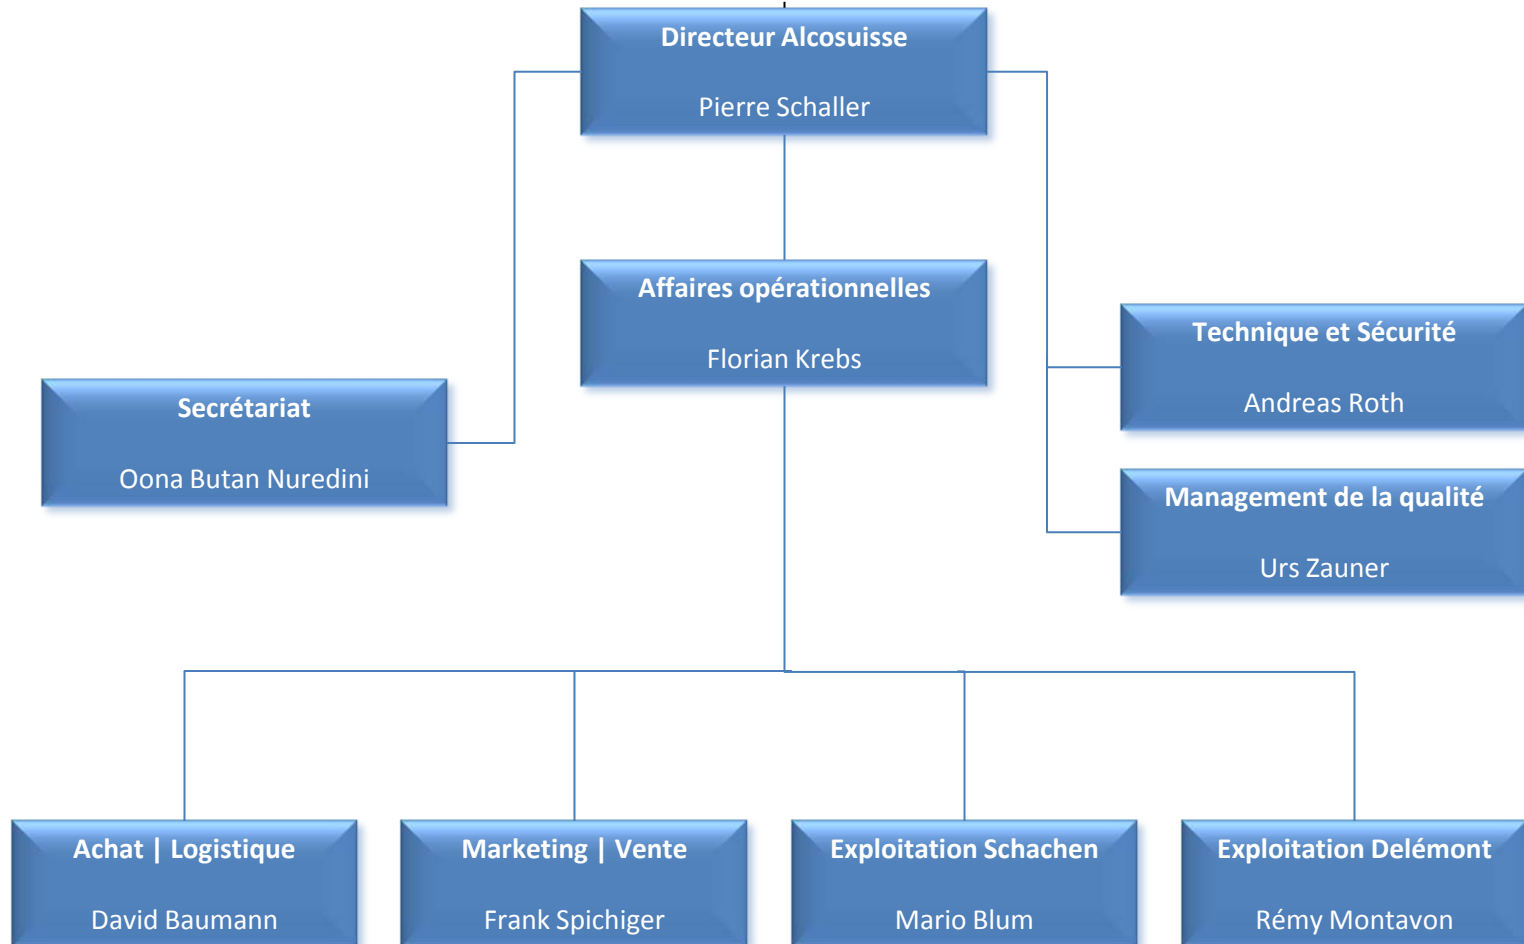 Directeur Alcosuisse
Pierre Schaller
Affaires opérationnelles
Florian Krebs
Technique et Sécurité
Andreas Roth
Secrétariat
Oona Butan Nuredini
Management de la qualité
Urs Zauner
Achat | Logistique
David Baumann
Marketing | Vente
Frank Spichiger
Exploitation Schachen
Mario Blum
Exploitation Delémont
Rémy Montavon